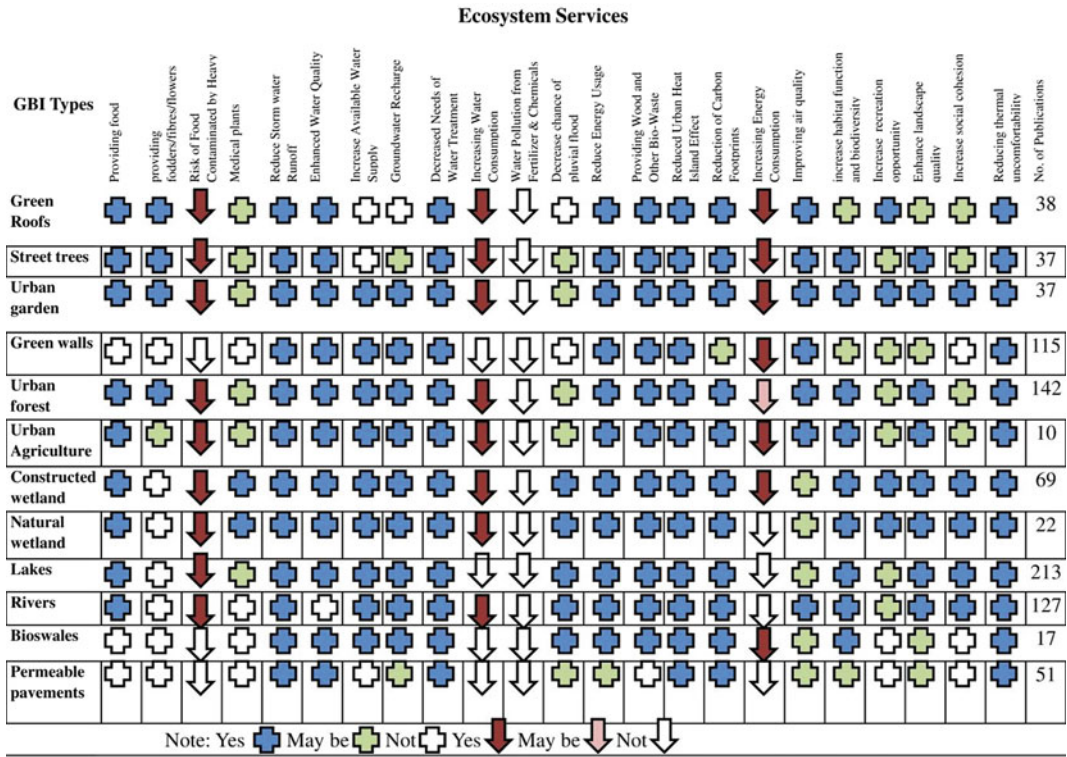 Ecosystem Services
GBI Types
Providing food
providing
fodders/fibres/flowers
Risk of Food
Contaminated by Heavy
Medical plants
Reduce Storm water
Runoff
Enhanced Water Quality
Increase Available Water
Supply
Groundwater Recharge
Decreased Needs of
Water Treatment
Increasing Water
Consumption
Water Pollution from
Fertilizer & Chemicals
Decrease chance of
pluvial flood
Reduce Energy Usage
Providing Wood and
Other Bio-Waste
Reduced Urban Heat
Island Effect
Reduction of Carbon
Footprints
Increasing Energy
Consumption
Improving air quality
increase habitat function
and biodiversity
Increase recreation
opportunity
Enhance landscape
quality
Increase social cohesion
Reducing thermal
uncomfortability
No. of Publications
Green
Roofs
38
Street trees
37
Urban
garden
37
Green walls
115
Urban
forest
142
Urban
Agriculture
10
Constructed
wetland
69
Natural
wetland
22
Lakes
213
Rivers
127
Bioswales
17
Permeable
pavements
51
Note: Yes May be Not Yes May be Not